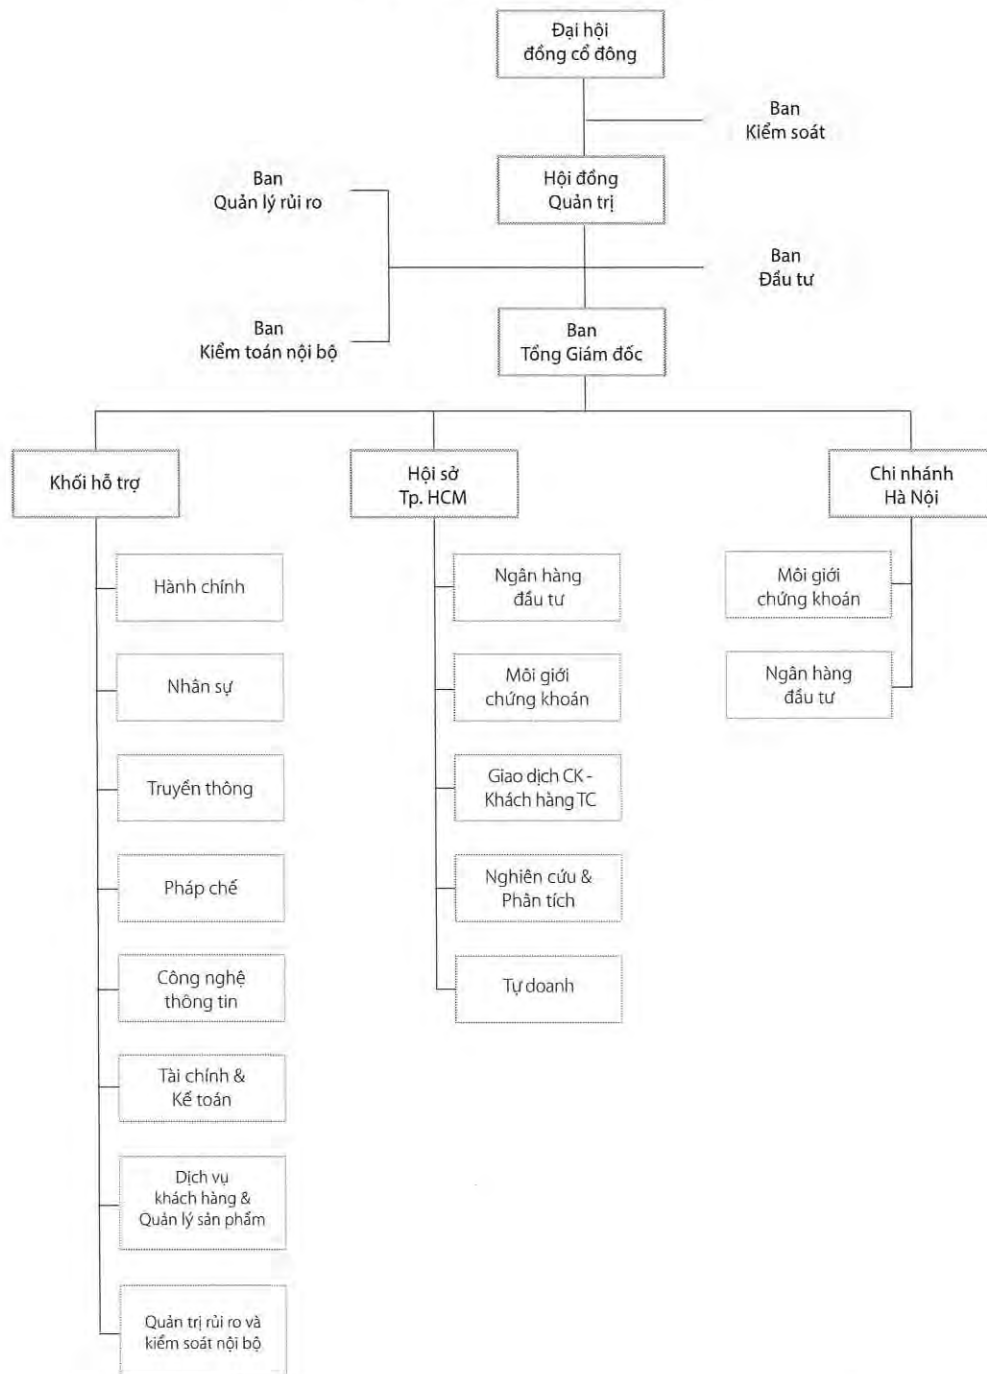 Đại hội
đồng cổ đông
Ban
Kiểm soát
Hội đồng
Quản trị
Ban
Quản lý rủi ro
Ban
Đầu tư
Ban
Kiểm toán nội bộ
Ban
Tổng Giám đốc
Khối hỗ trợ
Hành chính
Nhân sự
Truyền thông
Pháp chế
Công nghệ
thông tin
Tài chính &
Kế toán
Dịch vụ
khách hàng &
Quản lý sản phẩm
Quản trị rủi ro và
kiểm soát nội bộ
Hội sở
Tp. HCM
Ngân hàng
đầu tư
Môi giới
chứng khoán
Giao dịch CK -
Khách hàng TC
Nghiên cứu &
Phân tích
Tự doanh
Chi nhánh
Hà Nội
Môi giới
chứng khoán
Ngân hàng
đầu tư